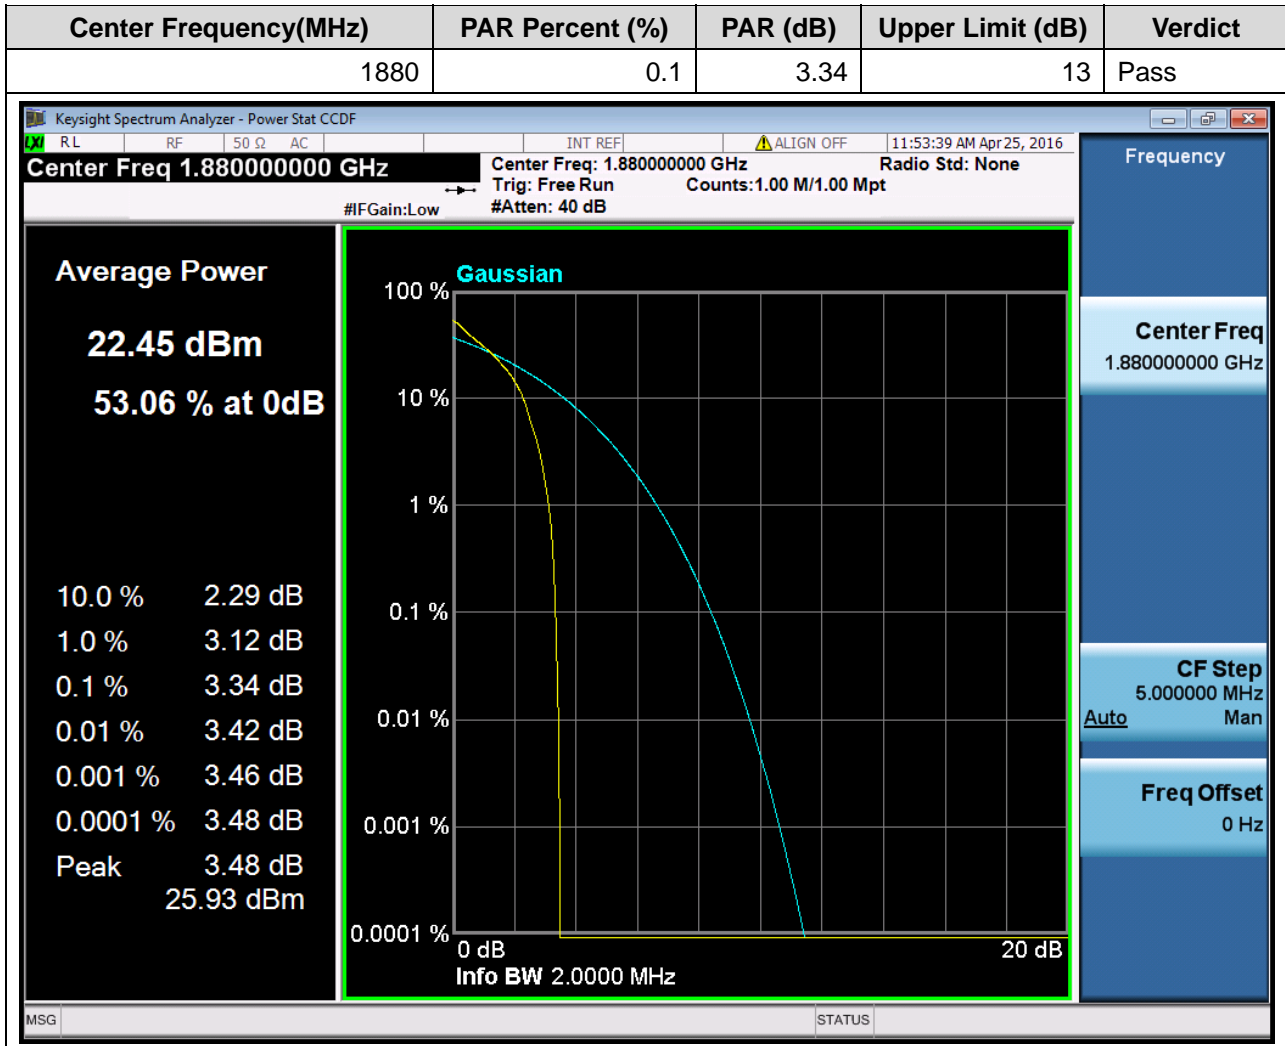 Center Frequency(MHz) PAR Percent (%) PAR (dB) Upper Limit (dB) Verdict
1880 0.1 3.34 13 Pass
Keysight Spectrum Analyzer - Power Stat CCDF
LXI RL RF 50 Ω AC INT REF ALIGN OFF 11:53:39 AM Apr 25, 2016
Center Freq 1.880000000 GHz
Center Freq: 1.880000000 GHz Radio Std: None
Trig: Free Run Counts:1.00 M/1.00 Mpt
#IFGain:Low #Atten: 40 dB
Average Power
22.45 dBm
53.06 % at 0dB
10.0 % 2.29 dB
1.0 % 3.12 dB
0.1 % 3.34 dB
0.01 % 3.42 dB
0.001 % 3.46 dB
0.0001 % 3.48 dB
Peak 3.48 dB
25.93 dBm
Gaussian
100 %
10 %
1 %
0.1 %
0.01 %
0.001 %
0.0001 %
0 dB 20 dB
Info BW 2.0000 MHz
Frequency
Center Freq
1.880000000 GHz
CF Step
5.000000 MHz
Auto Man
Freq Offset
0 Hz
MSG STATUS